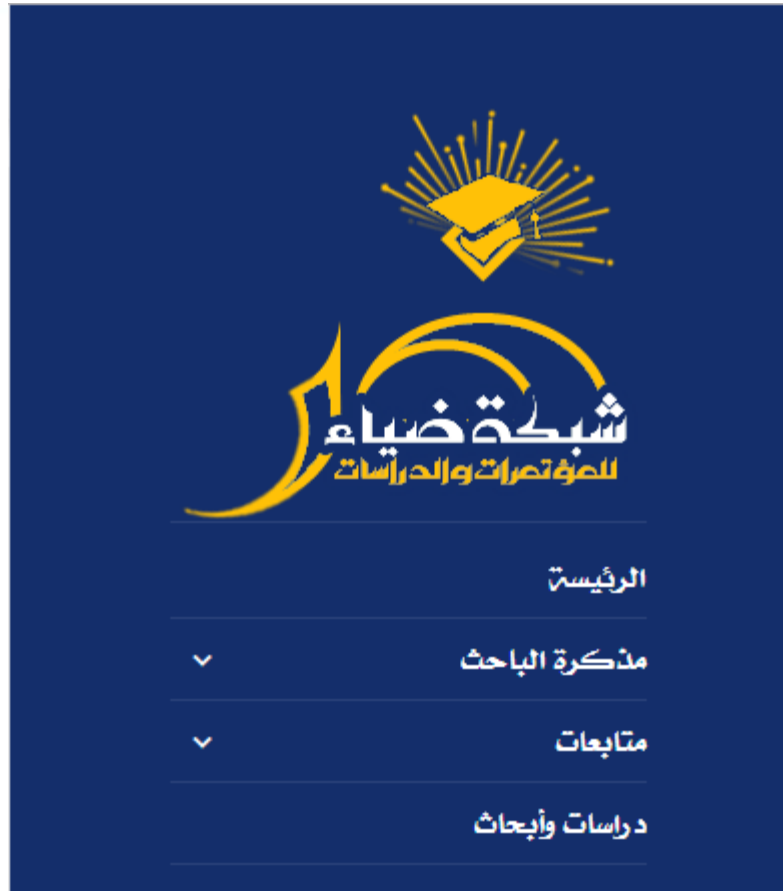 شبكة ضياء
للمؤتمرات والدراسات
الرئيسة
مذكرة الباحث
متابعات
دراسات وأبحاث